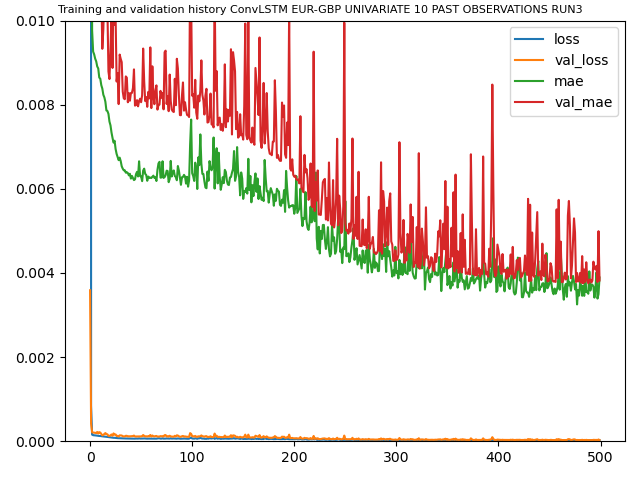 Training and validation history ConvLSTM EUR-GBP UNIVARIATE 10 PAST OBSERVATIONS RUN3
0.010
0.008
0.006
0.004
0.002
0.000
0 100 200 300 400 500
loss
val_loss
mae
val_mae